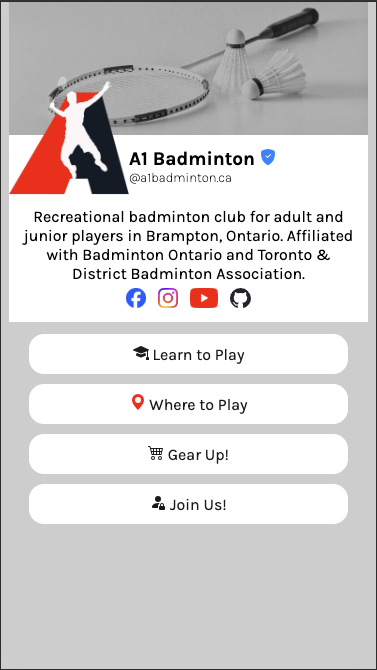 A1 Badminton
@a1badminton.ca
Recreational badminton club for adult and
junior players in Brampton, Ontario. Affiliated
with Badminton Ontario and Toronto &
District Badminton Association.
Learn to Play
Where to Play
Gear Up!
Join Us!